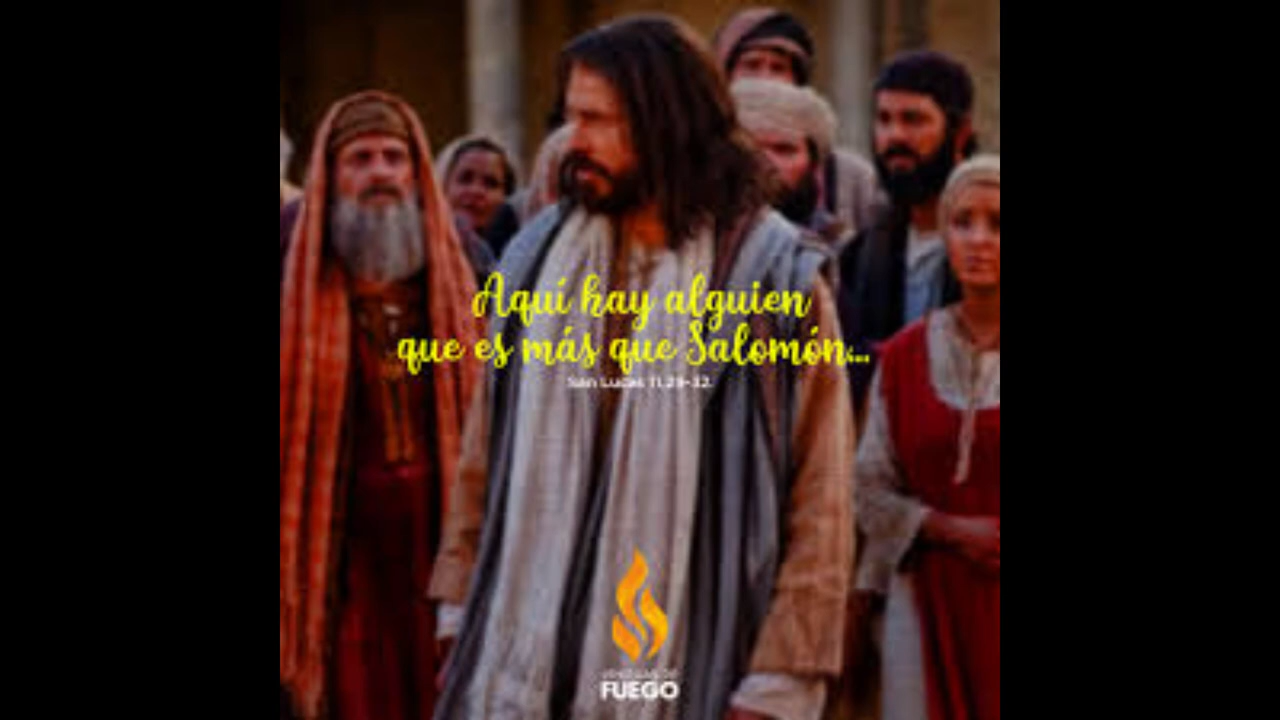 Aquí hay alguien
que es más que Salomón...
San Lucas 11,29-32.
FUEGO